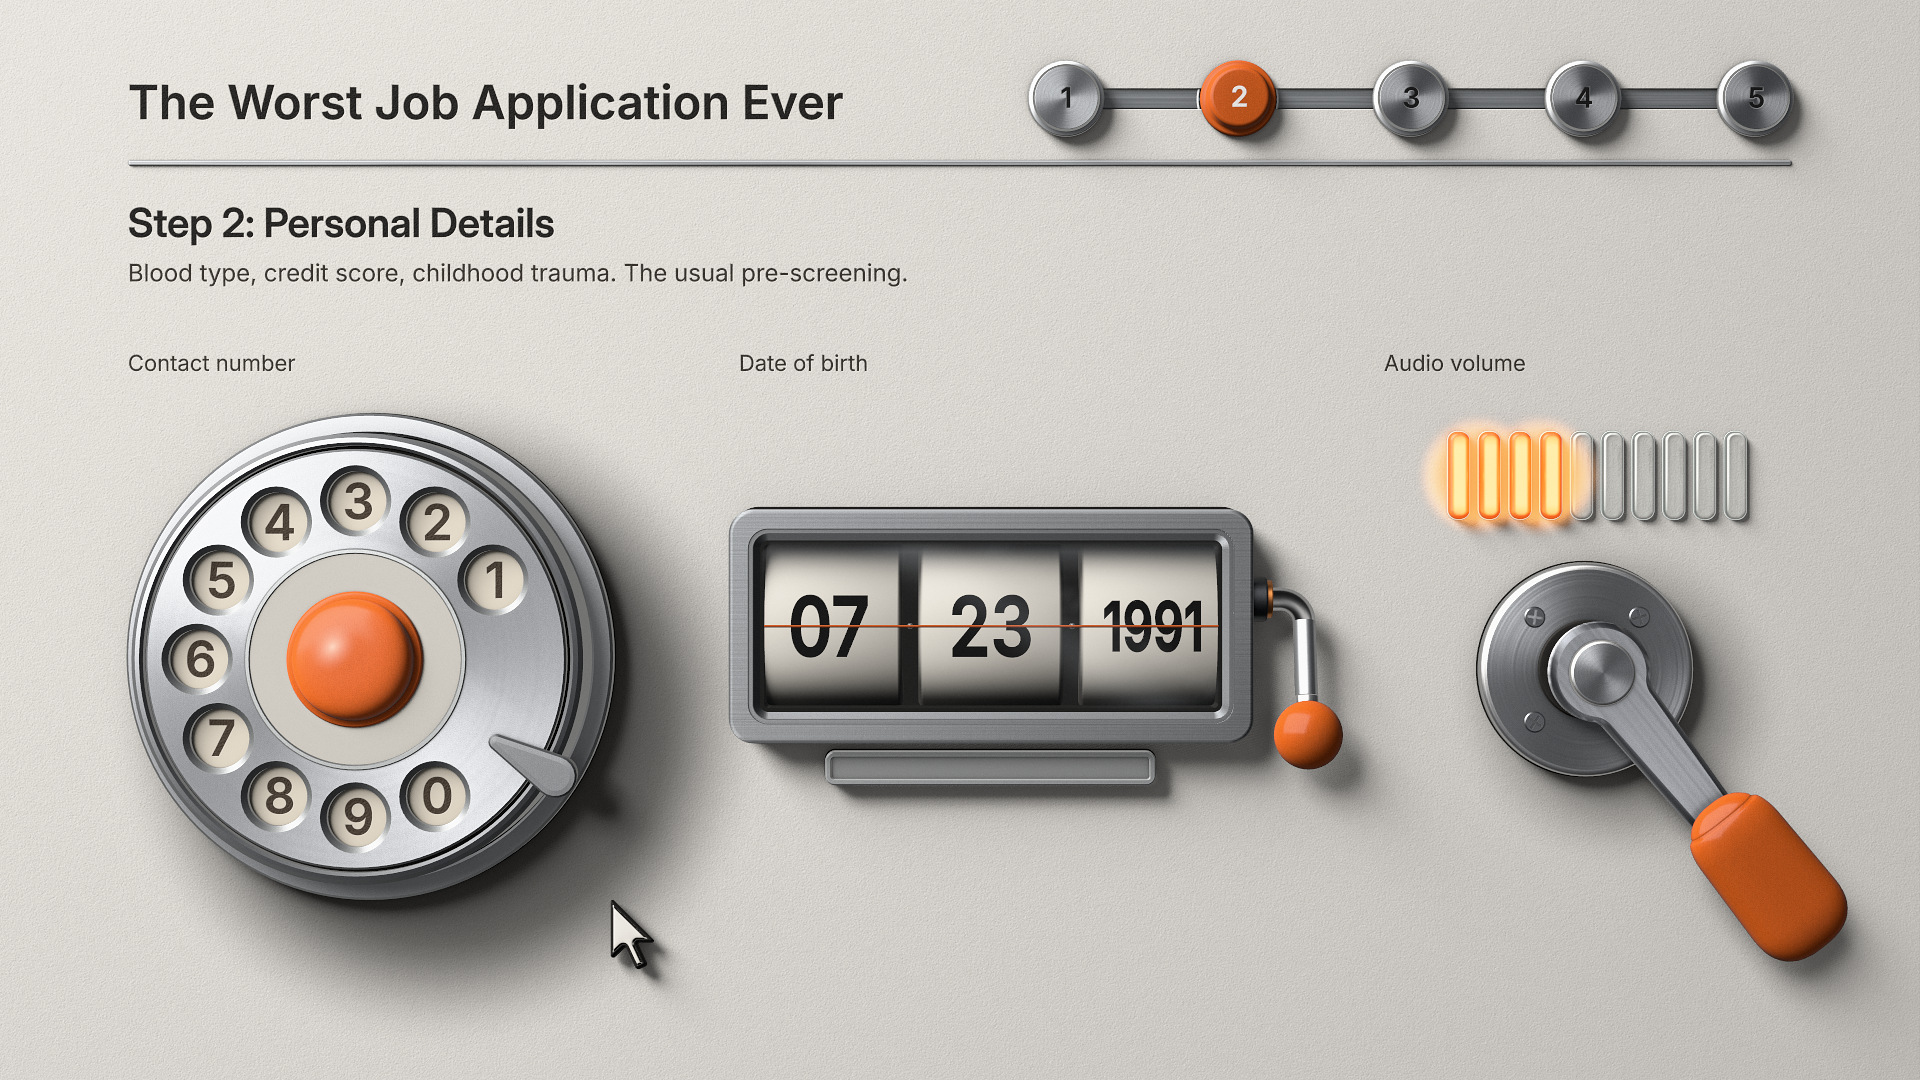 The Worst Job Application Ever
1 2 3 4 5
Step 2: Personal Details
Blood type, credit score, childhood trauma. The usual pre-screening.
Contact number
Date of birth
Audio volume
3
4
2
5
1
6
7
8
9
0
07 23 1991